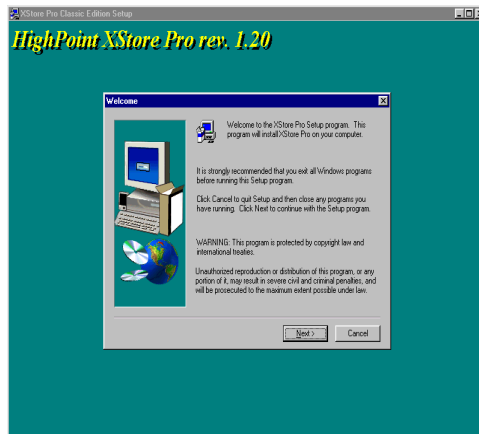 XStore Pro Classic Edition Setup
HighPoint XStore Pro rev. 1.20
Welcome
Welcome to the XStore Pro Setup program. This
program will install XStore Pro on your computer.
It is strongly recommended that you exit all Windows programs
before running this Setup program.
Click Cancel to quit Setup and then close any programs you
have running. Click Next to continue with the Setup program.
WARNING: This program is protected by copyright law and
international treaties.
Unauthorized reproduction or distribution of this program, or any
portion of it, may result in severe civil and criminal penalties, and
will be prosecuted to the maximum extent possible under law.
Next >
Cancel